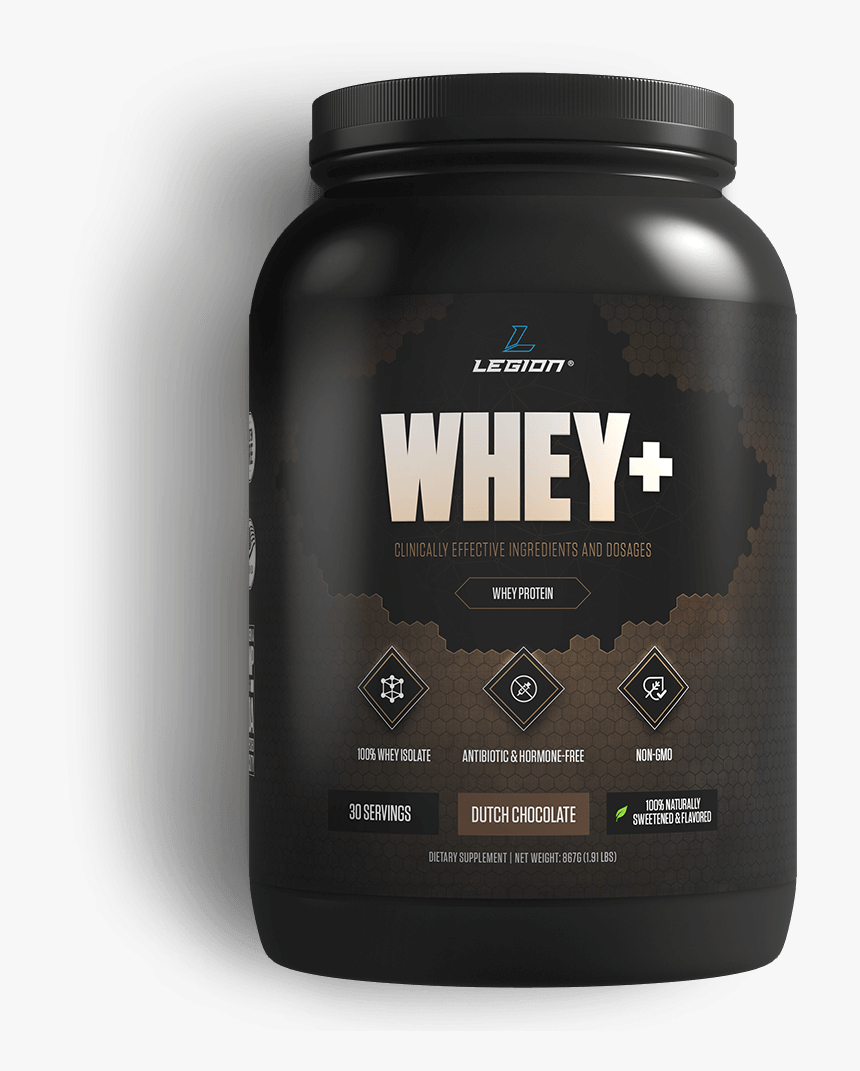 LEGION®
WHEY+
CLINICALLY EFFECTIVE INGREDIENTS AND DOSAGES
WHEY PROTEIN
100% WHEY ISOLATE
ANTIBIOTIC & HORMONE-FREE
NON-GMO
30 SERVINGS
DUTCH CHOCOLATE
100% NATURALLY
SWEETENED & FLAVORED
DIETARY SUPPLEMENT | NET WEIGHT: 867G (1.91 LBS)